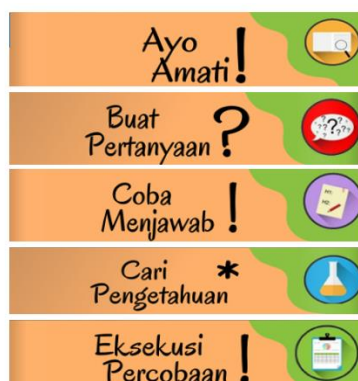 Ayo
Amati!
Buat
Pertanyaan?
Coba
Menjawab!
Cari *
Pengetahuan
Eksekusi
Percobaan!